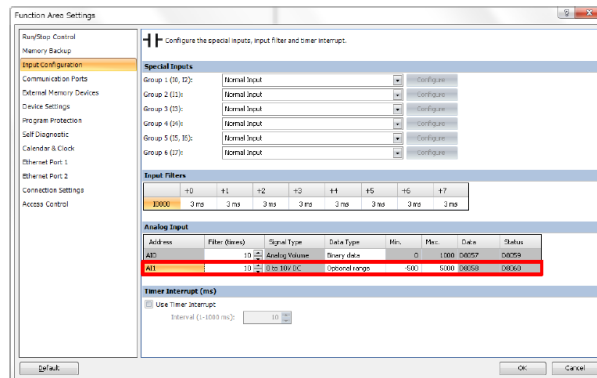 Function Area Settings
Run/Stop Control
Memory Backup
Input Configuration
Communication Ports
External Memory Devices
Device Settings
Program Protection
Self Diagnostic
Calendar & Clock
Ethernet Port 1
Ethernet Port 2
Connection Settings
Access Control
Configure the special inputs, input filter and timer interrupt.
Special Inputs
Group 1 (I0, I2): Normal Input Configure
Group 2 (I1): Normal Input Configure
Group 3 (I3): Normal Input Configure
Group 4 (I4): Normal Input Configure
Group 5 (I5, I6): Normal Input Configure
Group 6 (I7): Normal Input Configure
Input Filters
+0 +1 +2 +3 +4 +5 +6 +7
I0000 3 ms 3 ms 3 ms 3 ms 3 ms 3 ms 3 ms 3 ms
Analog Input
Address Filter (times) Signal Type Data Type Min. Max. Data Status
AI0 10 Analog Volume Binary data 0 1000 D8057 D8059
AI1 10 0 to 10V DC Optional range -500 5000 D8058 D8060
Timer Interrupt (ms)
Use Timer Interrupt
Interval (1-1000 ms): 10
Default OK Cancel